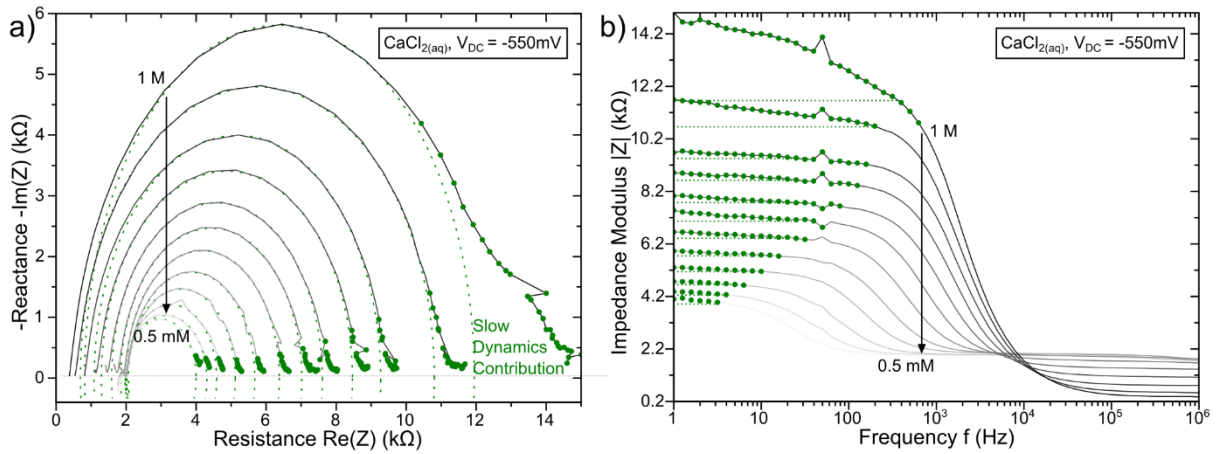 a)
CaCl2(aq), VDC = -550mV
1 M
0.5 mM
Slow
Dynamics
Contribution
-Reactance -Im(Z) (kΩ)
6
5
4
3
2
1
0
0 2 4 6 8 10 12 14
Resistance Re(Z) (kΩ)
b)
CaCl2(aq), VDC = -550mV
1 M
0.5 mM
Impedance Modulus |Z| (kΩ)
14.2
12.2
10.2
8.2
6.2
4.2
2.2
0.2
1 10 100 10^3 10^4 10^5 10^6
Frequency f (Hz)